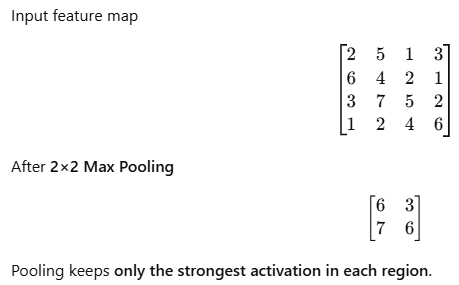 Input feature map
2 5 1 3
6 4 2 1
3 7 5 2
1 2 4 6
After 2×2 Max Pooling
6 3
7 6
Pooling keeps only the strongest activation in each region.